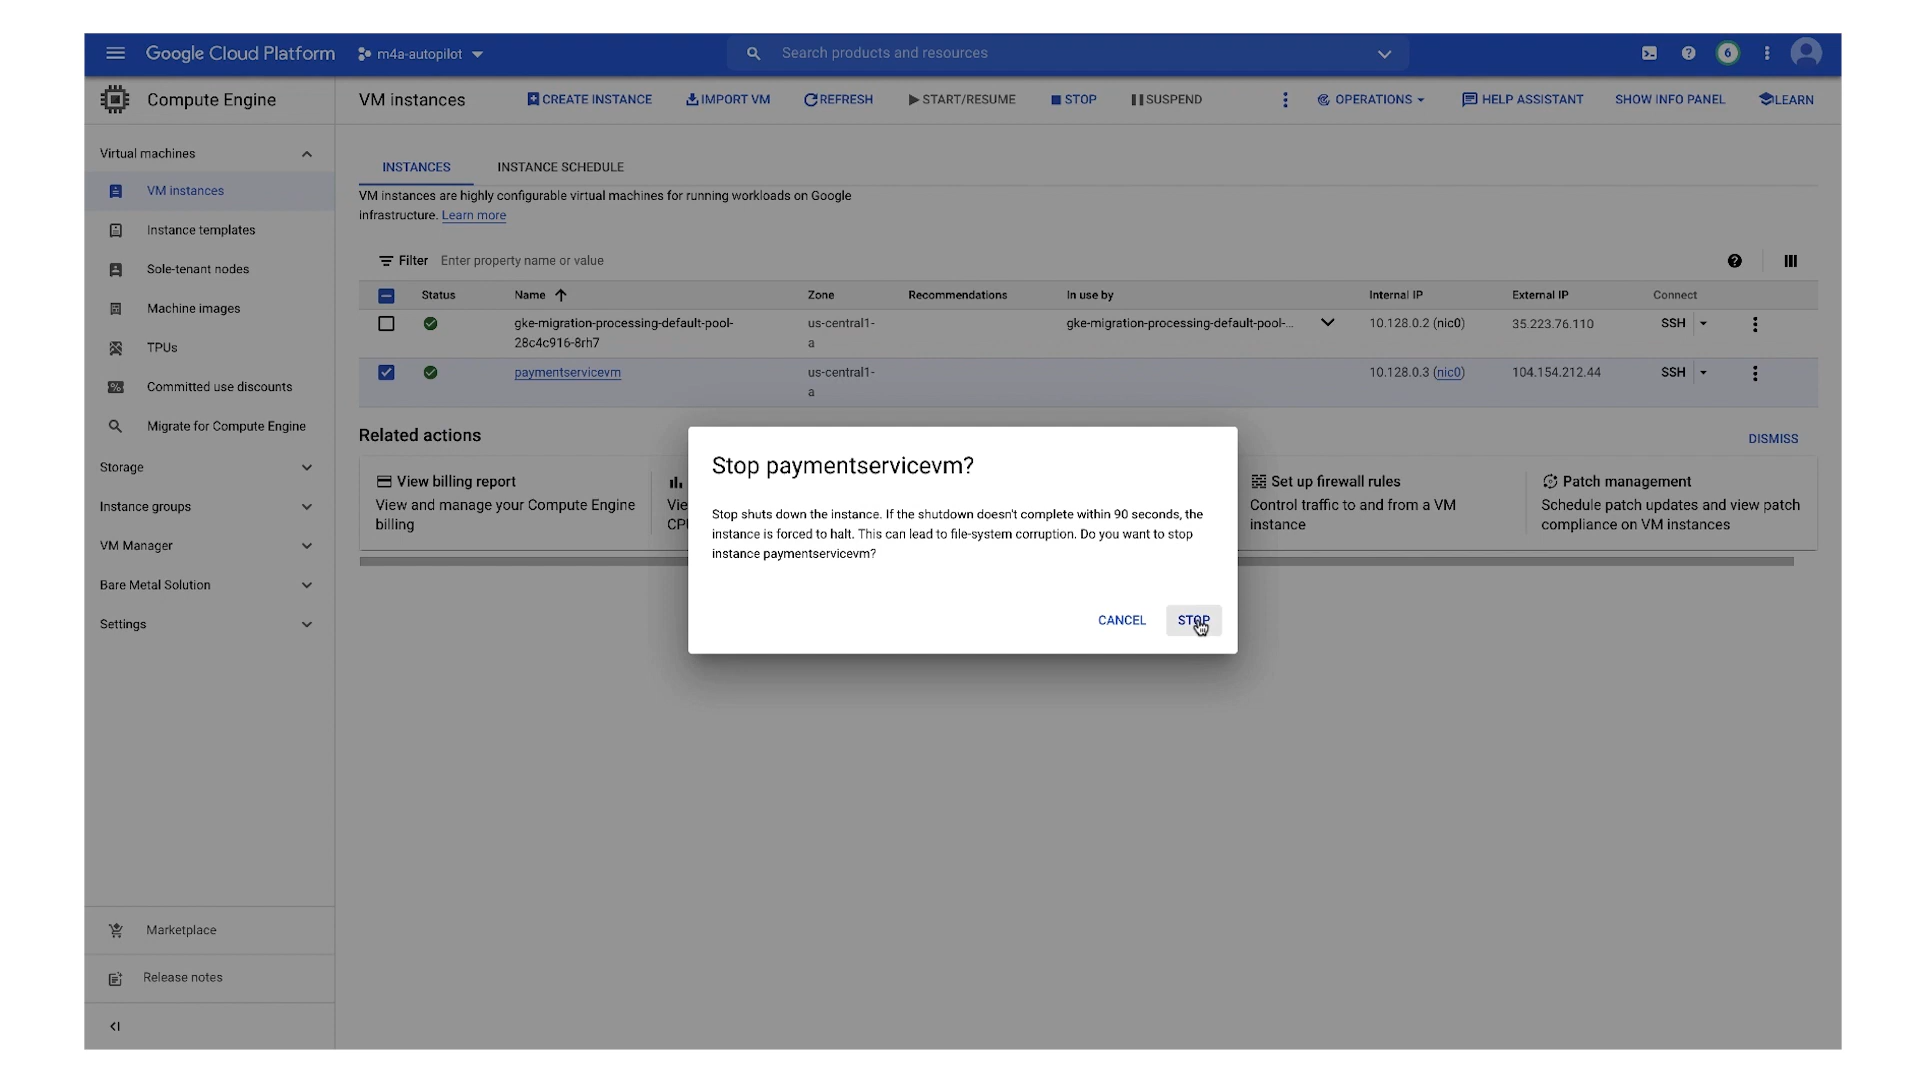 Google Cloud Platform
m4a-autopilot
Search products and resources
6
Compute Engine
VM instances
CREATE INSTANCE
IMPORT VM
REFRESH
START/RESUME
STOP
SUSPEND
OPERATIONS
HELP ASSISTANT
SHOW INFO PANEL
LEARN
Virtual machines
VM instances
Instance templates
Sole-tenant nodes
Machine images
TPUs
Committed use discounts
Migrate for Compute Engine
Storage
Instance groups
VM Manager
Bare Metal Solution
Settings
Marketplace
Release notes
INSTANCES
INSTANCE SCHEDULE
VM instances are highly configurable virtual machines for running workloads on Google
infrastructure. Learn more
Filter Enter property name or value
Status Name Zone Recommendations In use by Internal IP External IP Connect
gke-migration-processing-default-pool- us-central1- gke-migration-processing-default-pool-... 10.128.0.2 (nic0) 35.223.76.110 SSH
28c4c916-8rh7 a
paymentservicevm us-central1- 10.128.0.3 (nic0) 104.154.212.44 SSH
a
Related actions
DISMISS
View billing report
View and manage your Compute Engine
billing
Set up firewall rules
Control traffic to and from a VM
instance
Patch management
Schedule patch updates and view patch
compliance on VM instances
Stop paymentservicevm?
Stop shuts down the instance. If the shutdown doesn't complete within 90 seconds, the
instance is forced to halt. This can lead to file-system corruption. Do you want to stop
instance paymentservicevm?
CANCEL
STOP